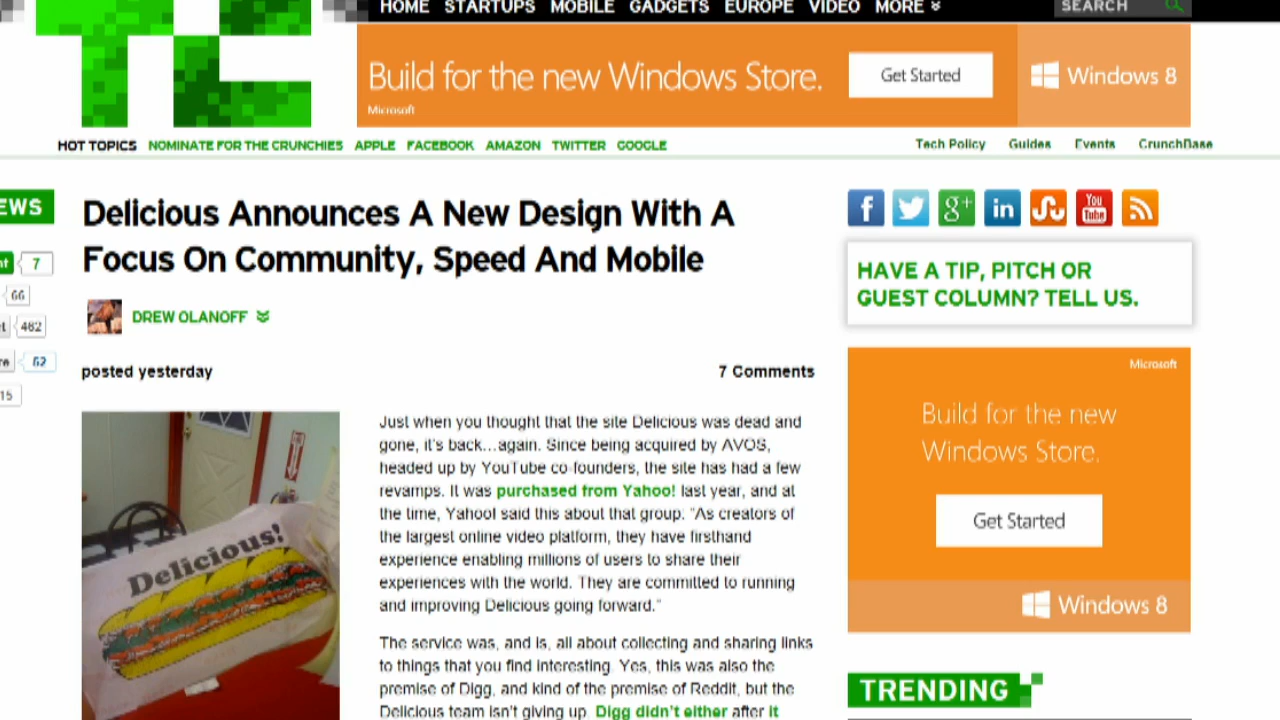 HOME STARTUPS MOBILE GADGETS EUROPE VIDEO MORE
SEARCH
TC
Build for the new Windows Store.
Get Started
Windows 8
Microsoft
HOT TOPICS NOMINATE FOR THE CRUNCHIES APPLE FACEBOOK AMAZON TWITTER GOOGLE
Tech Policy Guides Events CrunchBase
EWS
Delicious Announces A New Design With A
Focus On Community, Speed And Mobile
nt 7
66
t 462
re 62
15
DREW OLANOFF
posted yesterday
7 Comments
Delicious!
Just when you thought that the site Delicious was dead and
gone, it's back...again. Since being acquired by AVOS,
headed up by YouTube co-founders, the site has had a few
revamps. It was purchased from Yahoo! last year, and at
the time, Yahoo! said this about that group: "As creators of
the largest online video platform, they have firsthand
experience enabling millions of users to share their
experiences with the world. They are committed to running
and improving Delicious going forward."
The service was, and is, all about collecting and sharing links
to things that you find interesting. Yes, this was also the
premise of Digg, and kind of the premise of Reddit, but the
Delicious team isn't giving up. Digg didn't either after it
f
g+
in
You
Tube
HAVE A TIP, PITCH OR
GUEST COLUMN? TELL US.
Microsoft
Build for the new
Windows Store.
Get Started
Windows 8
TRENDING